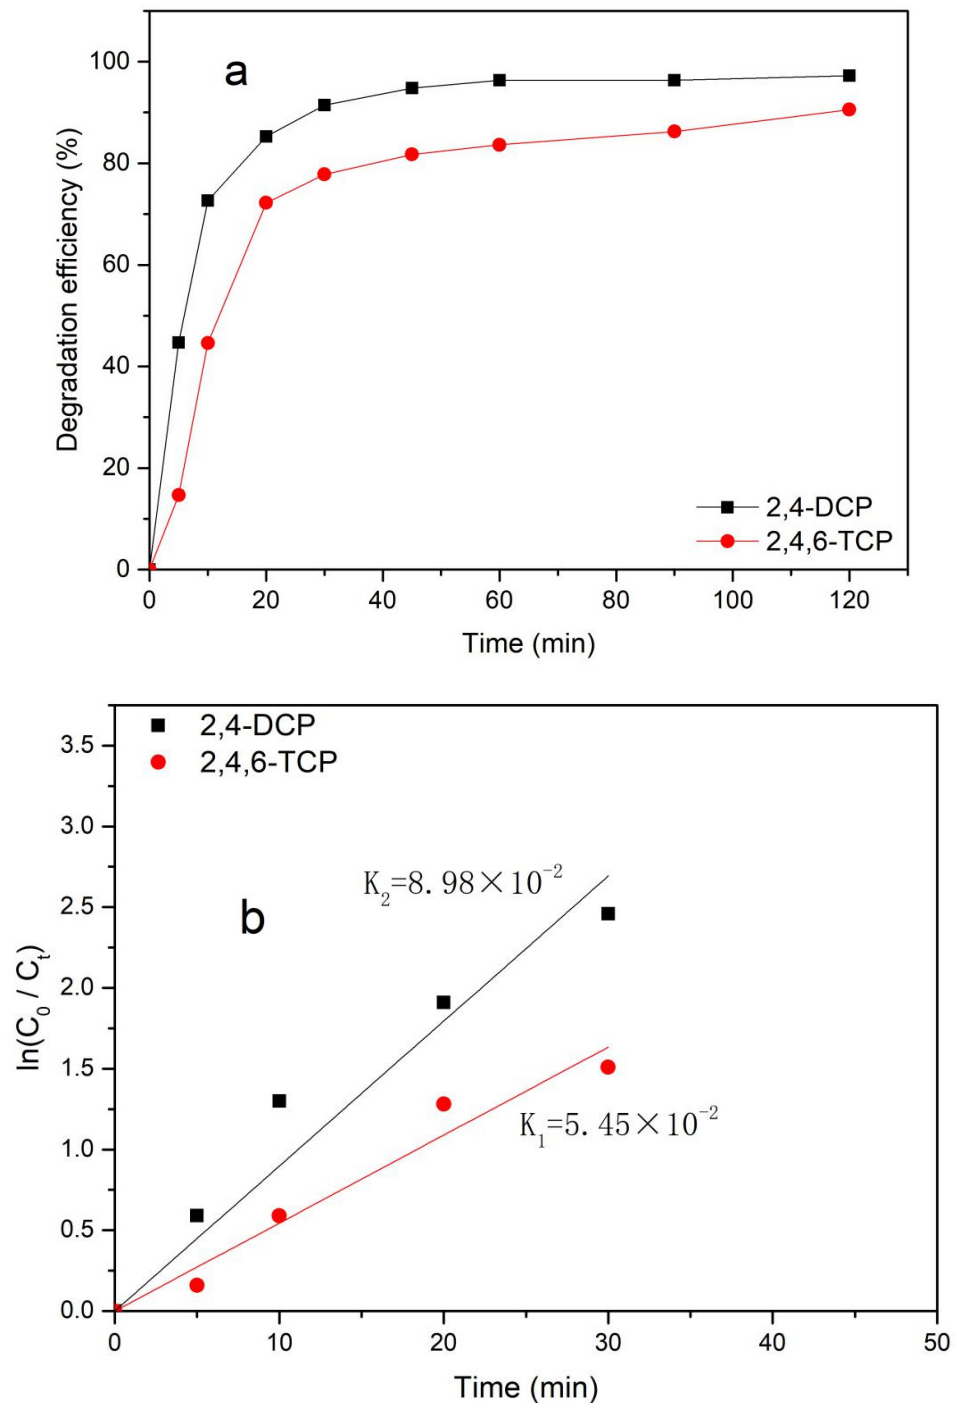 a
100
80
60
40
20
0
Degradation efficiency (%)
2,4-DCP
2,4,6-TCP
0 20 40 60 80 100 120
Time (min)
2,4-DCP
2,4,6-TCP
3.5
3.0
2.5
2.0
1.5
1.0
0.5
0.0
ln(C₀ / Cₜ)
K₂=8.98×10⁻²
b
K₁=5.45×10⁻²
0 10 20 30 40 50
Time (min)